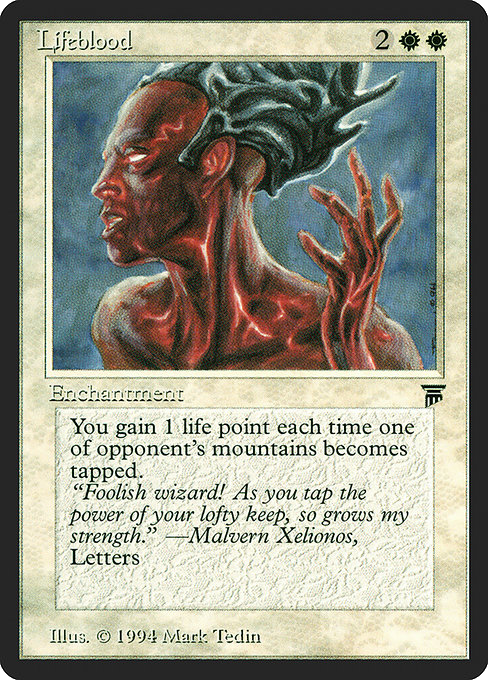 Lifeblood 2
Enchantment
You gain 1 life point each time one
of opponent's mountains becomes
tapped.
"Foolish wizard! As you tap the
power of your lofty keep, so grows my
strength." —Malvern Xelionos,
Letters
Illus. © 1994 Mark Tedin